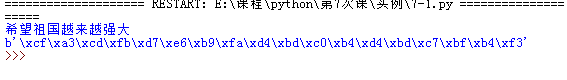 ==================== RESTART: E:\课程\python\第7次课\实例\7-1.py ===============
=====
希望祖国越来越强大
b'\xcf\xa3\xcd\xfb\xd7\xe6\xb9\xfa\xd4\xbd\xc0\xb4\xd4\xbd\xc7\xbf\xb4\xf3'
>>>